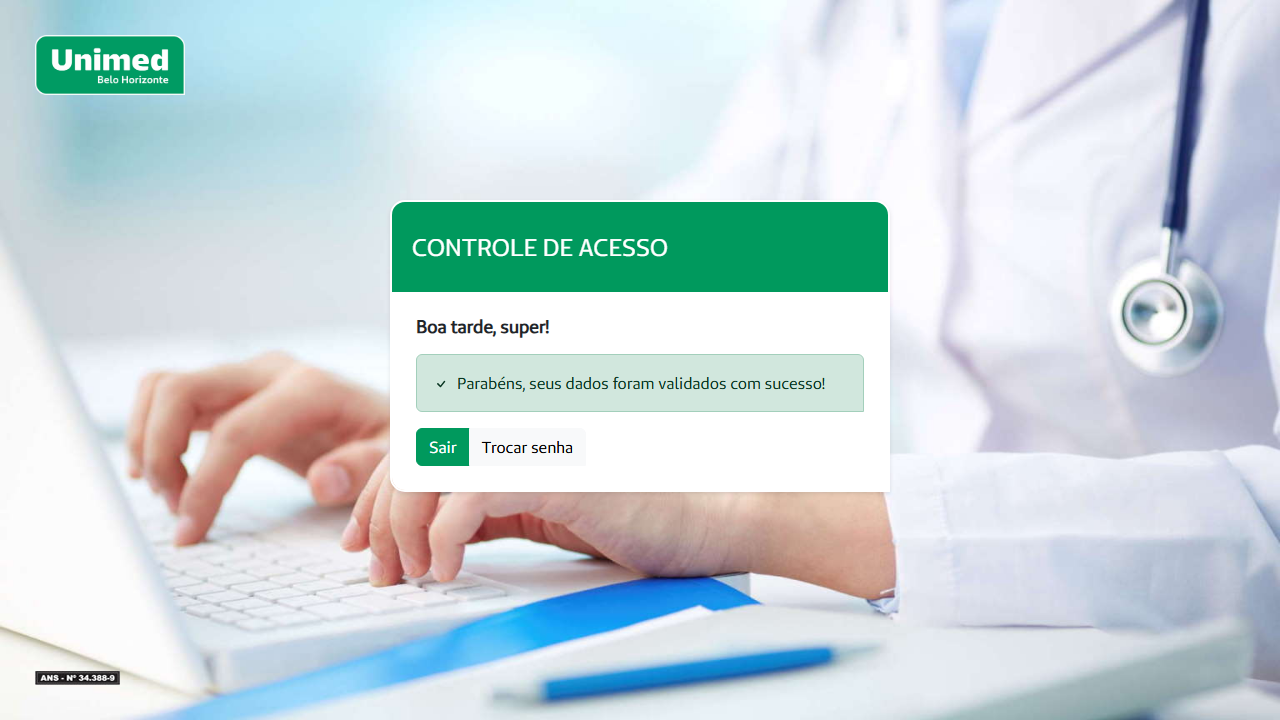 Unimed
Belo Horizonte
CONTROLE DE ACESSO
Boa tarde, super!
Parabéns, seus dados foram validados com sucesso!
Sair Trocar senha
ANS - Nº 34.388-9